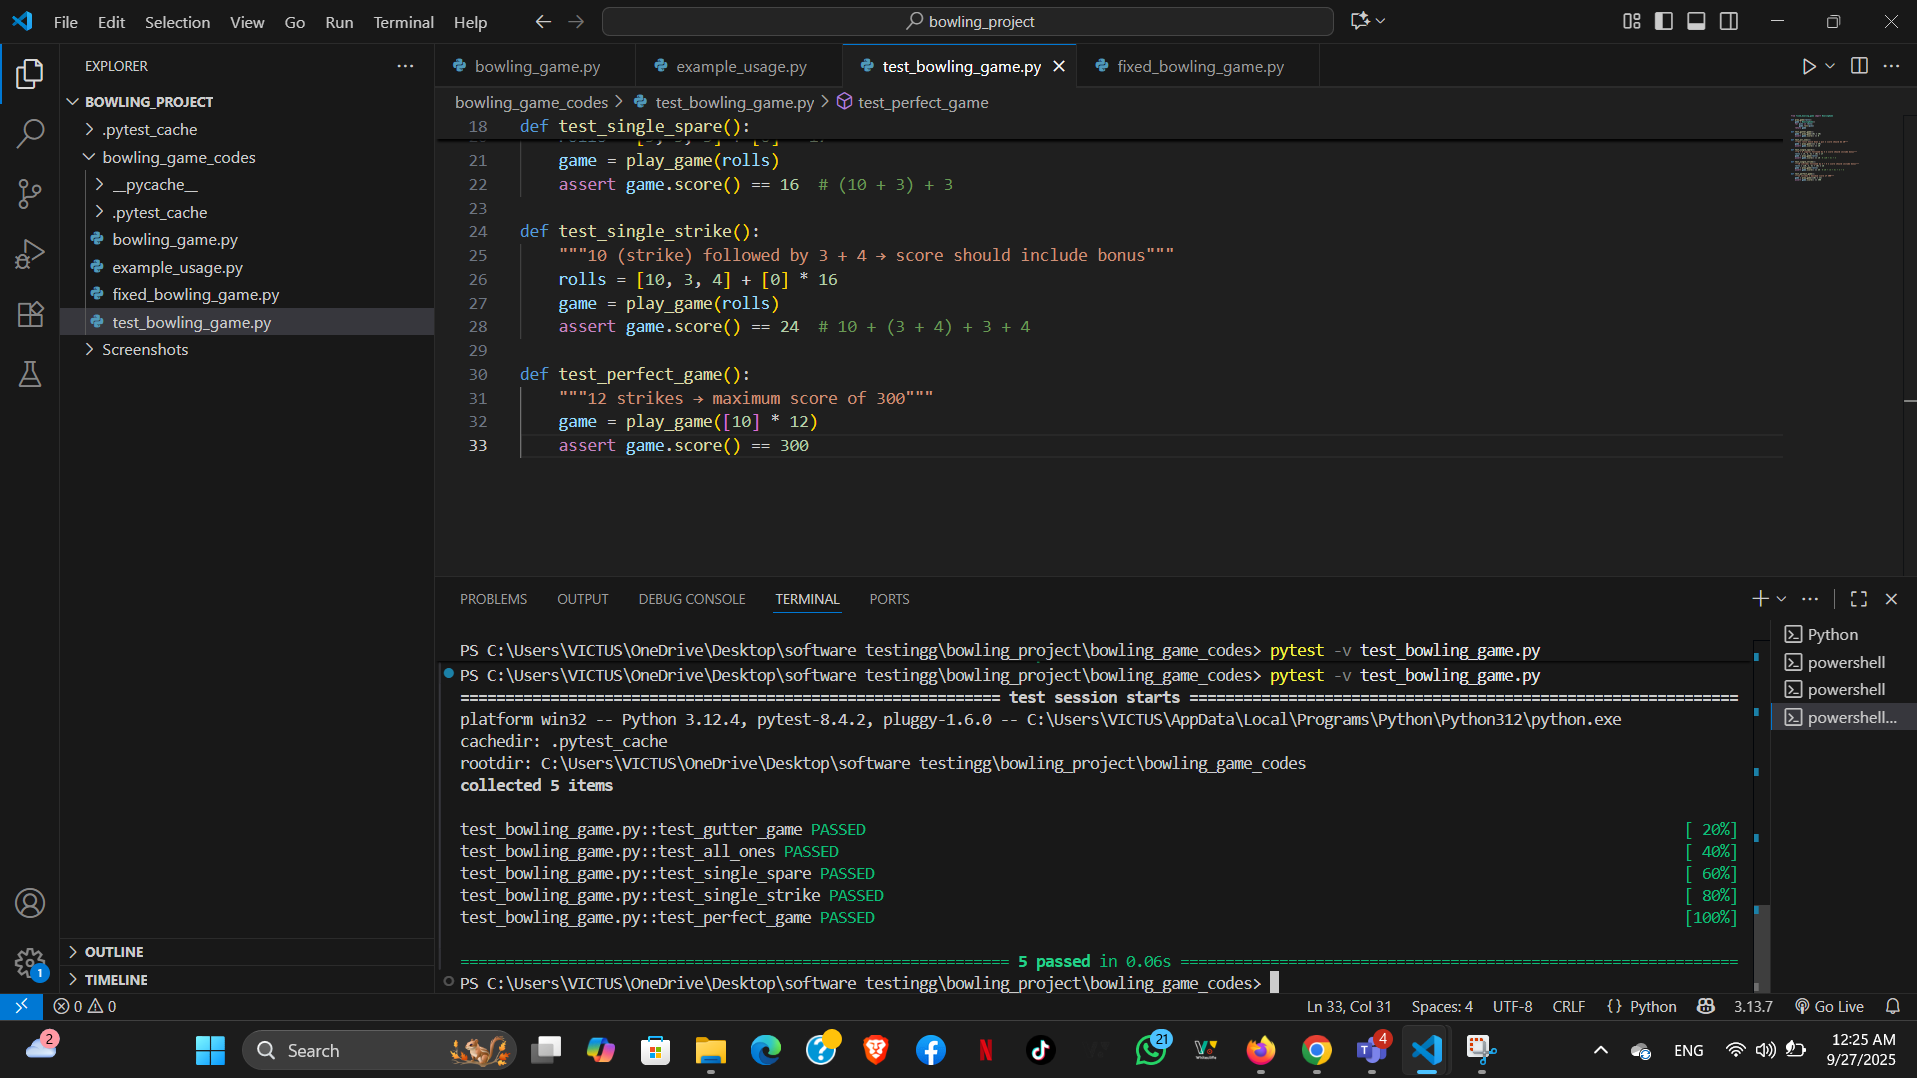 File Edit Selection View Go Run Terminal Help
bowling_project
EXPLORER
BOWLING_PROJECT
.pytest_cache
bowling_game_codes
__pycache__
.pytest_cache
bowling_game.py
example_usage.py
fixed_bowling_game.py
test_bowling_game.py
Screenshots
OUTLINE
TIMELINE
bowling_game.py example_usage.py test_bowling_game.py fixed_bowling_game.py
bowling_game_codes > test_bowling_game.py > test_perfect_game
18 def test_single_spare():
21 game = play_game(rolls)
22 assert game.score() == 16 # (10 + 3) + 3
23
24 def test_single_strike():
25 """10 (strike) followed by 3 + 4 → score should include bonus"""
26 rolls = [10, 3, 4] + [0] * 16
27 game = play_game(rolls)
28 assert game.score() == 24 # 10 + (3 + 4) + 3 + 4
29
30 def test_perfect_game():
31 """12 strikes → maximum score of 300"""
32 game = play_game([10] * 12)
33 assert game.score() == 300
PROBLEMS OUTPUT DEBUG CONSOLE TERMINAL PORTS
PS C:\Users\VICTUS\OneDrive\Desktop\software testingg\bowling_project\bowling_game_codes> pytest -v test_bowling_game.py
PS C:\Users\VICTUS\OneDrive\Desktop\software testingg\bowling_project\bowling_game_codes> pytest -v test_bowling_game.py
============================================================ test session starts =============================================================
platform win32 -- Python 3.12.4, pytest-8.4.2, pluggy-1.6.0 -- C:\Users\VICTUS\AppData\Local\Programs\Python\Python312\python.exe
cachedir: .pytest_cache
rootdir: C:\Users\VICTUS\OneDrive\Desktop\software testingg\bowling_project\bowling_game_codes
collected 5 items
test_bowling_game.py::test_gutter_game PASSED [ 20%]
test_bowling_game.py::test_all_ones PASSED [ 40%]
test_bowling_game.py::test_single_spare PASSED [ 60%]
test_bowling_game.py::test_single_strike PASSED [ 80%]
test_bowling_game.py::test_perfect_game PASSED [100%]
============================================================= 5 passed in 0.06s ==============================================================
PS C:\Users\VICTUS\OneDrive\Desktop\software testingg\bowling_project\bowling_game_codes>
Python
powershell
powershell
powershell...
1
0 0
Ln 33, Col 31 Spaces: 4 UTF-8 CRLF {} Python 3.13.7 Go Live
2
Search
21
4
ENG
12:25 AM
9/27/2025